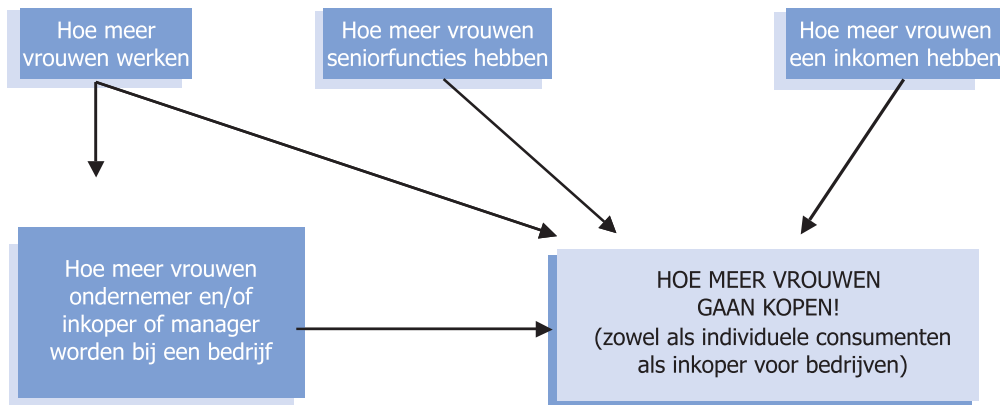 Hoe meer
vrouwen werken
Hoe meer vrouwen
seniorfuncties hebben
Hoe meer vrouwen
een inkomen hebben
Hoe meer vrouwen
ondernemer en/of
inkoper of manager
worden bij een bedrijf
HOE MEER VROUWEN
GAAN KOPEN!
(zowel als individuele consumenten
als inkoper voor bedrijven)